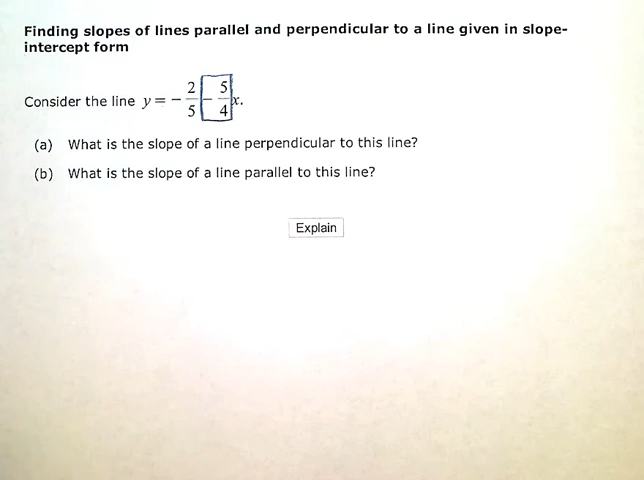 Finding slopes of lines parallel and perpendicular to a line given in slope-
intercept form
Consider the line y = − 2/5 − 5/4 x.
(a) What is the slope of a line perpendicular to this line?
(b) What is the slope of a line parallel to this line?
Explain